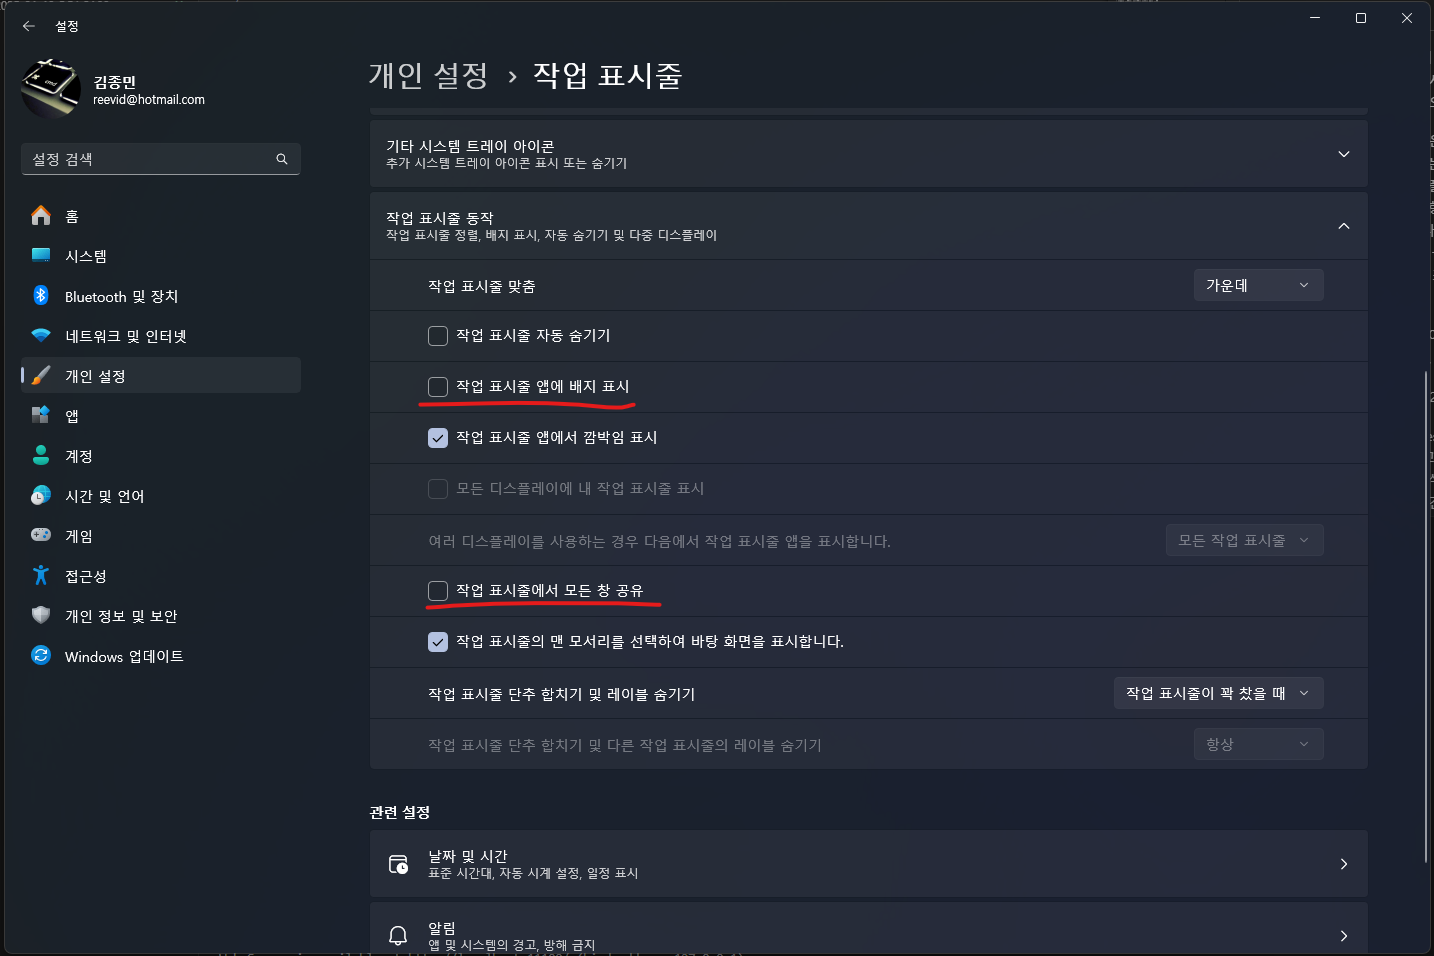 설정
김종민
reevid@hotmail.com
설정 검색
홈
시스템
Bluetooth 및 장치
네트워크 및 인터넷
개인 설정
앱
계정
시간 및 언어
게임
접근성
개인 정보 및 보안
Windows 업데이트
개인 설정 › 작업 표시줄
기타 시스템 트레이 아이콘
추가 시스템 트레이 아이콘 표시 또는 숨기기
작업 표시줄 동작
작업 표시줄 정렬, 배지 표시, 자동 숨기기 및 다중 디스플레이
작업 표시줄 맞춤 가운데
작업 표시줄 자동 숨기기
작업 표시줄 앱에 배지 표시
작업 표시줄 앱에서 깜박임 표시
모든 디스플레이에 내 작업 표시줄 표시
여러 디스플레이를 사용하는 경우 다음에서 작업 표시줄 앱을 표시합니다. 모든 작업 표시줄
작업 표시줄에서 모든 창 공유
작업 표시줄의 맨 모서리를 선택하여 바탕 화면을 표시합니다.
작업 표시줄 단추 합치기 및 레이블 숨기기 작업 표시줄이 꽉 찼을 때
작업 표시줄 단추 합치기 및 다른 작업 표시줄의 레이블 숨기기 항상
관련 설정
날짜 및 시간
표준 시간대, 자동 시계 설정, 일정 표시
알림
앱 및 시스템의 경고, 방해 금지